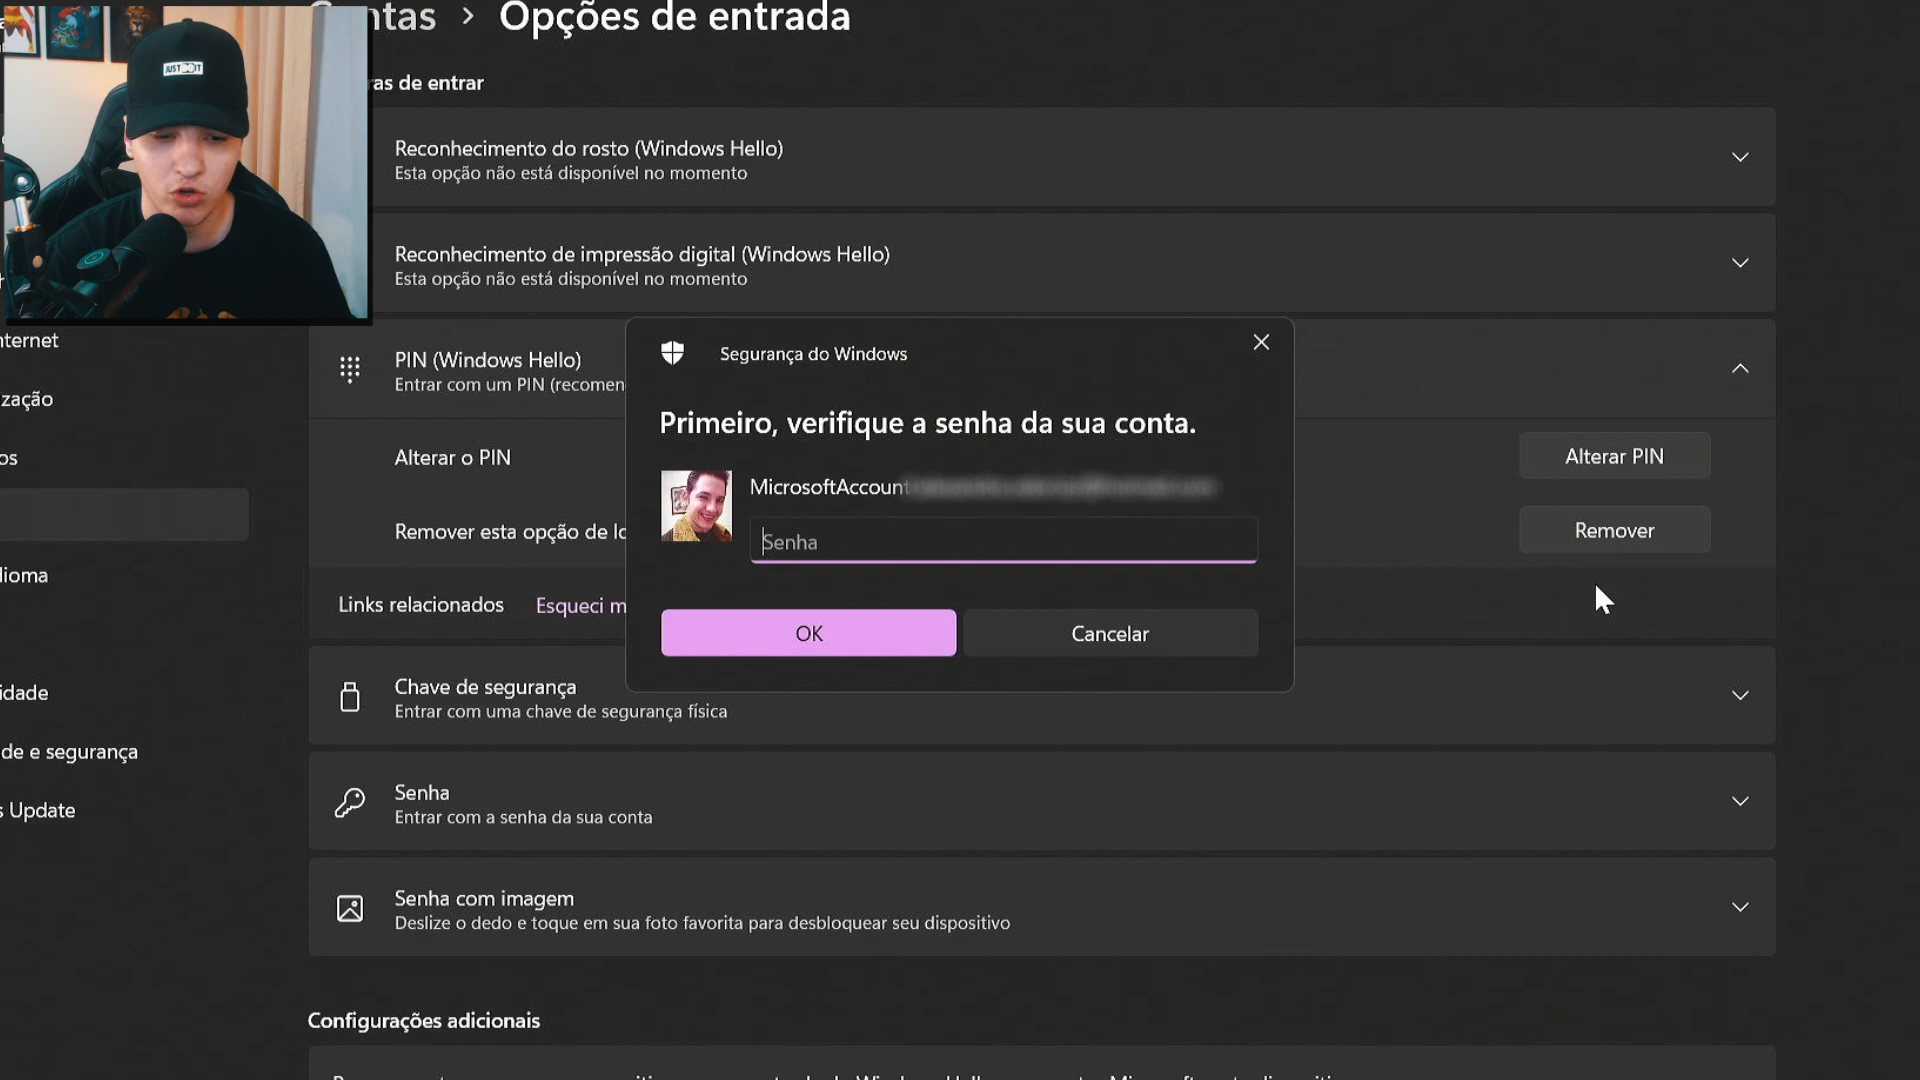 ntas > Opções de entrada
JUST DO IT
ras de entrar
Reconhecimento do rosto (Windows Hello)
Esta opção não está disponível no momento
Reconhecimento de impressão digital (Windows Hello)
Esta opção não está disponível no momento
nternet
zação
os
dioma
idade
de e segurança
s Update
PIN (Windows Hello)
Entrar com um PIN (recomen
Alterar o PIN
Alterar PIN
Remover esta opção de lo
Remover
Links relacionados
Esqueci m
Segurança do Windows
Primeiro, verifique a senha da sua conta.
MicrosoftAccount
Senha
OK
Cancelar
Chave de segurança
Entrar com uma chave de segurança física
Senha
Entrar com a senha da sua conta
Senha com imagem
Deslize o dedo e toque em sua foto favorita para desbloquear seu dispositivo
Configurações adicionais